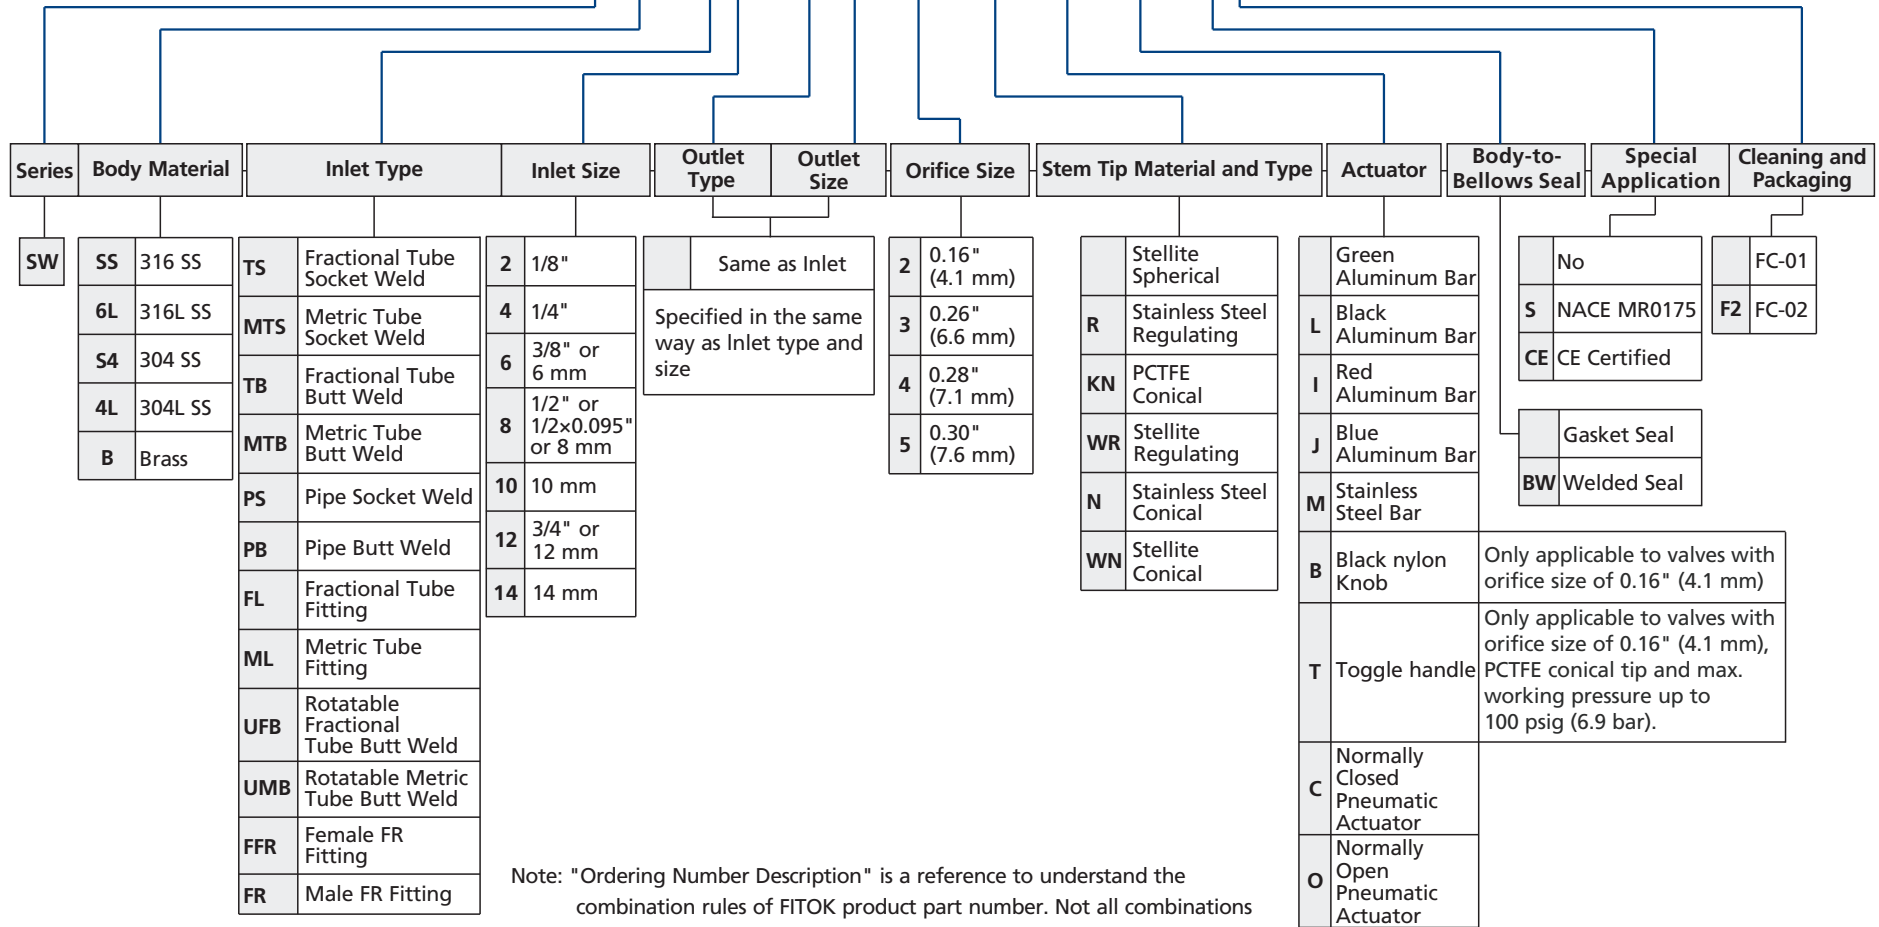 Series
Body Material
Inlet Type
Inlet Size
Outlet
Type
Outlet
Size
Orifice Size
Stem Tip Material and Type
Actuator
Body-to-
Bellows Seal
Special
Application
Cleaning and
Packaging
SW
SS 316 SS
6L 316L SS
S4 304 SS
4L 304L SS
B Brass
TS Fractional Tube
Socket Weld
MTS Metric Tube
Socket Weld
TB Fractional Tube
Butt Weld
MTB Metric Tube
Butt Weld
PS Pipe Socket Weld
PB Pipe Butt Weld
FL Fractional Tube
Fitting
ML Metric Tube
Fitting
UFB Rotatable
Fractional
Tube Butt Weld
UMB Rotatable Metric
Tube Butt Weld
FFR Female FR
Fitting
FR Male FR Fitting
2 1/8"
4 1/4"
6 3/8" or
6 mm
8 1/2" or
1/2×0.095"
or 8 mm
10 10 mm
12 3/4" or
12 mm
14 14 mm
Same as Inlet
Specified in the same
way as Inlet type and
size
2 0.16"
(4.1 mm)
3 0.26"
(6.6 mm)
4 0.28"
(7.1 mm)
5 0.30"
(7.6 mm)
Stellite
Spherical
R Stainless Steel
Regulating
KN PCTFE
Conical
WR Stellite
Regulating
N Stainless Steel
Conical
WN Stellite
Conical
Green
Aluminum Bar
L Black
Aluminum Bar
I Red
Aluminum Bar
J Blue
Aluminum Bar
M Stainless
Steel Bar
B Black nylon
Knob
Only applicable to valves with
orifice size of 0.16" (4.1 mm)
T Toggle handle
Only applicable to valves with
orifice size of 0.16" (4.1 mm),
PCTFE conical tip and max.
working pressure up to
100 psig (6.9 bar).
C Normally
Closed
Pneumatic
Actuator
O Normally
Open
Pneumatic
Actuator
No
S NACE MR0175
CE CE Certified
Gasket Seal
BW Welded Seal
FC-01
F2 FC-02
Note: "Ordering Number Description" is a reference to understand the
combination rules of FITOK product part number. Not all combinations